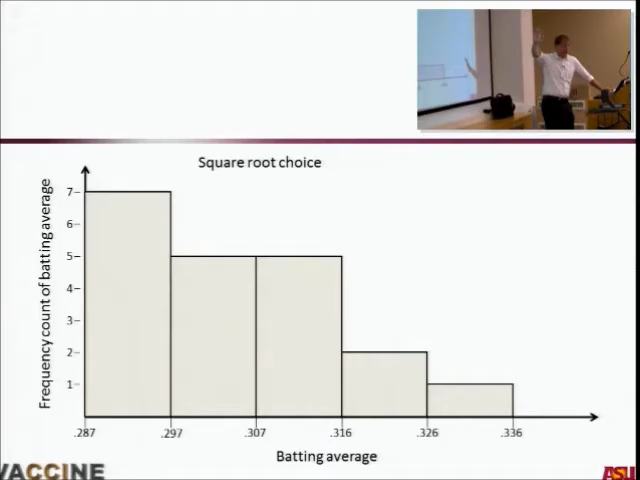 Square root choice
Frequency count of batting average
7
6
5
4
3
2
1
.287 .297 .307 .316 .326 .336
Batting average
VACCINE
ASU